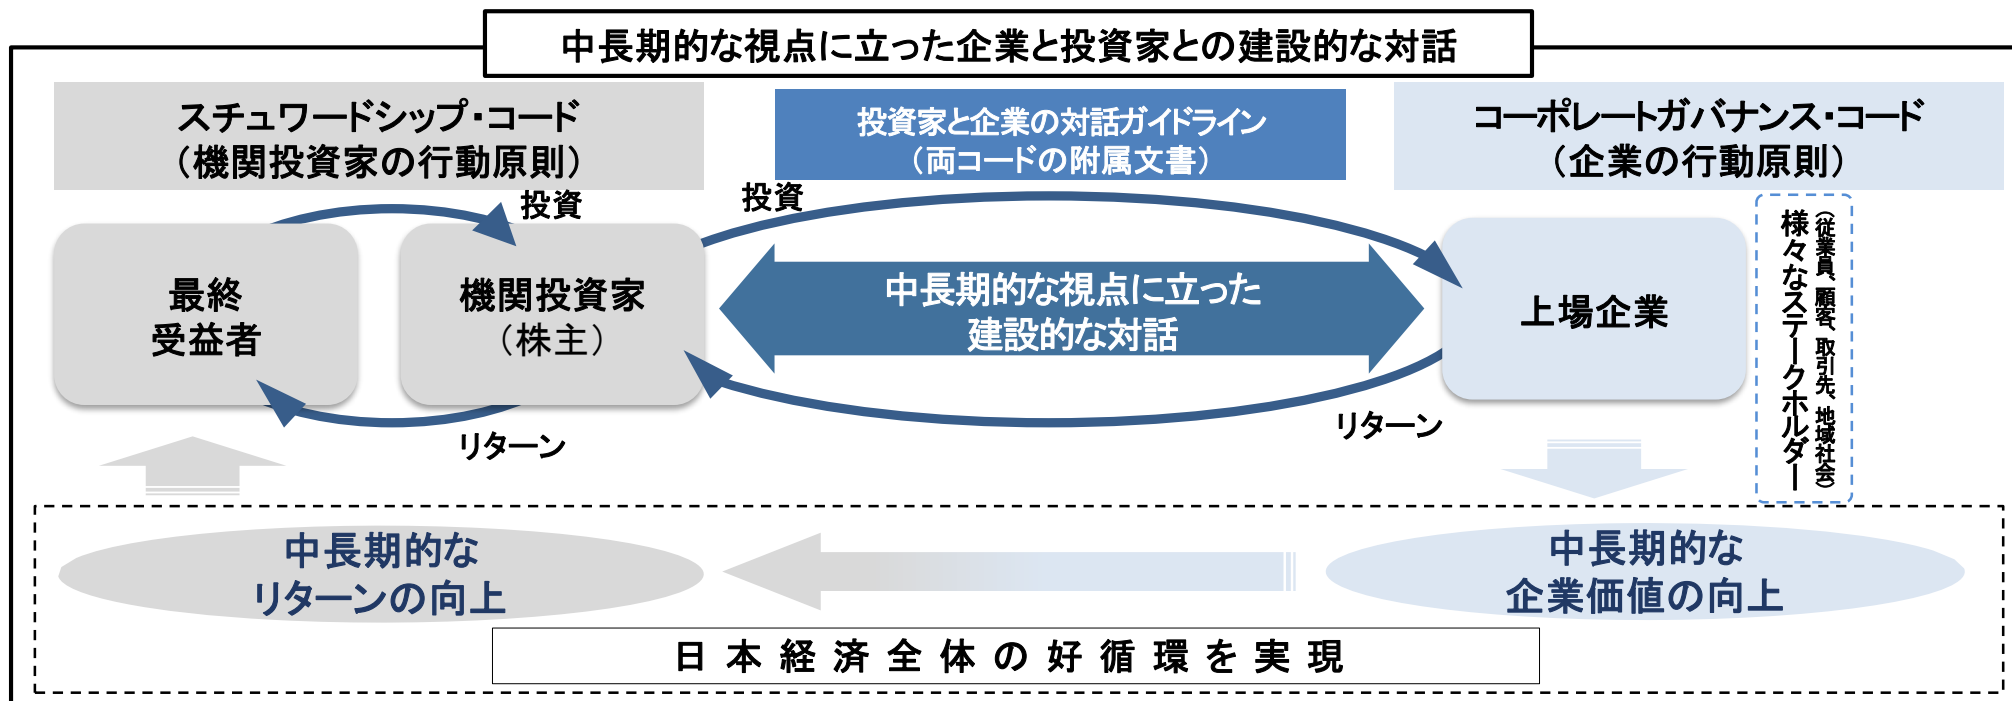 中長期的な視点に立った企業と投資家との建設的な対話
スチュワードシップ・コード
（機関投資家の行動原則）
投資家と企業の対話ガイドライン
（両コードの附属文書）
コーポレートガバナンス・コード
（企業の行動原則）
投資
投資
最終
受益者
機関投資家
（株主）
中長期的な視点に立った
建設的な対話
上場企業
様々なステークホルダー
（従業員、顧客、取引先、地域社会）
リターン
リターン
中長期的な
リターンの向上
中長期的な
企業価値の向上
日本経済全体の好循環を実現